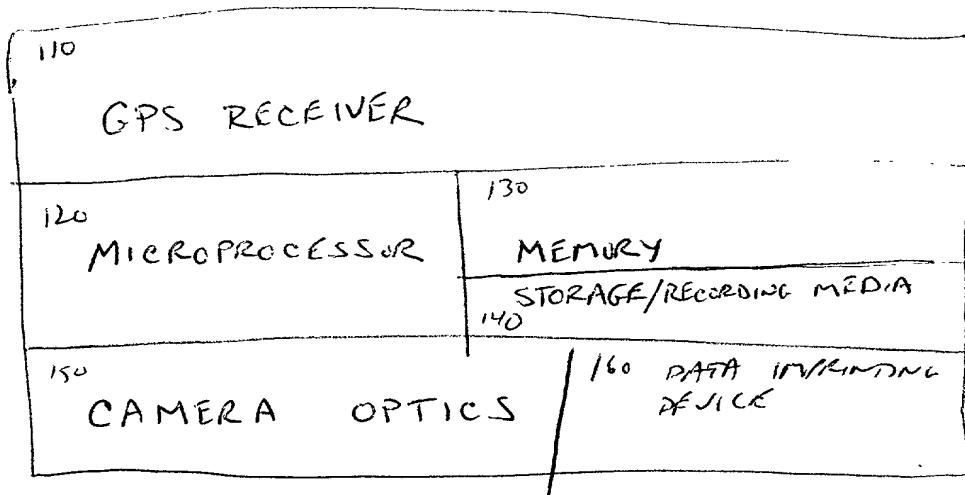 110
GPS RECEIVER
120
MICROPROCESSOR
130
MEMORY
STORAGE/RECORDING MEDIA
140
150
CAMERA OPTICS
160 DATA IMPRINTING
DEVICE